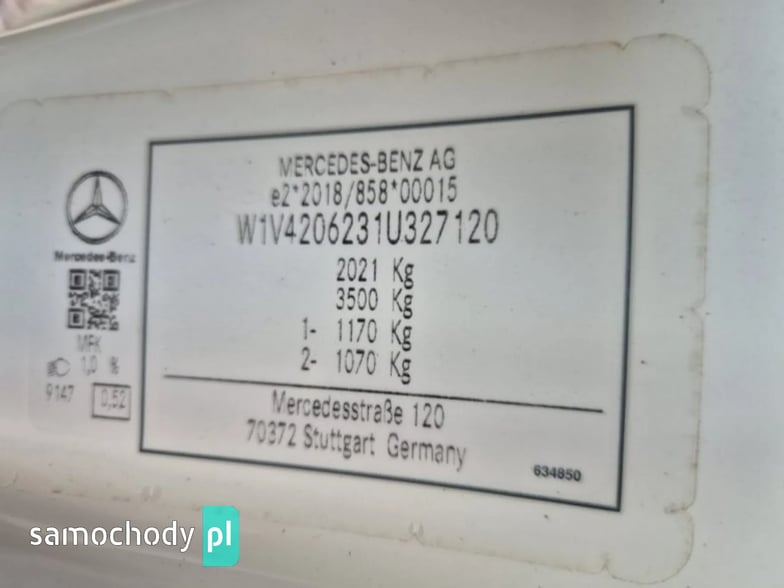 MERCEDES-BENZ AG
e2*2018/858*00015
W1V4206231U327120
2021 Kg
3500 Kg
1- 1170 Kg
2- 1070 Kg
Mercedesstraße 120
70372 Stuttgart Germany
634850
Mercedes-Benz
MFK
1,0 %
9147
0,52
samochody pl